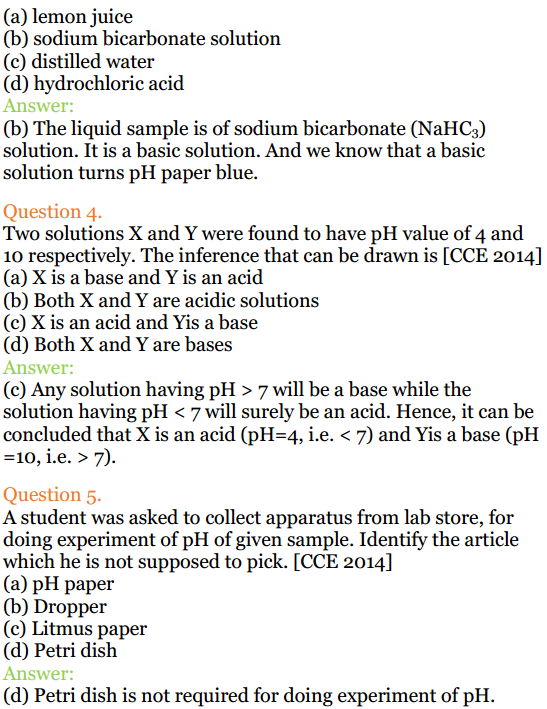 (a) lemon juice
(b) sodium bicarbonate solution
(c) distilled water
(d) hydrochloric acid
Answer:
(b) The liquid sample is of sodium bicarbonate (NaHC₃)
solution. It is a basic solution. And we know that a basic
solution turns pH paper blue.
Question 4.
Two solutions X and Y were found to have pH value of 4 and
10 respectively. The inference that can be drawn is [CCE 2014]
(a) X is a base and Y is an acid
(b) Both X and Y are acidic solutions
(c) X is an acid and Yis a base
(d) Both X and Y are bases
Answer:
(c) Any solution having pH > 7 will be a base while the
solution having pH < 7 will surely be an acid. Hence, it can be
concluded that X is an acid (pH=4, i.e. < 7) and Yis a base (pH
=10, i.e. > 7).
Question 5.
A student was asked to collect apparatus from lab store, for
doing experiment of pH of given sample. Identify the article
which he is not supposed to pick. [CCE 2014]
(a) pH paper
(b) Dropper
(c) Litmus paper
(d) Petri dish
Answer:
(d) Petri dish is not required for doing experiment of pH.